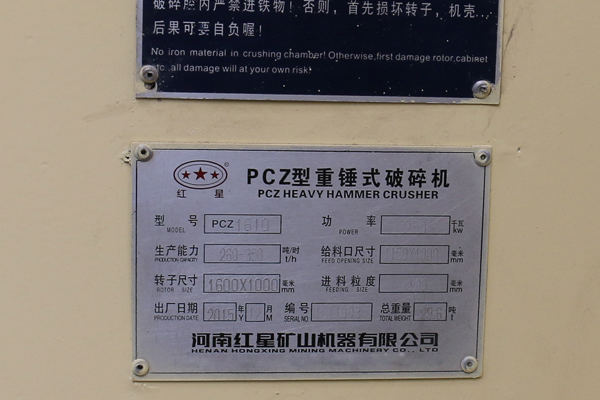 破碎腔内严禁进铁物！否则，首先损坏转子，机壳...
后果可要自负喔！
No iron material in crushing chamber! Otherwise,first damage rotor,cabinet
etc. all damage will at your own risk!
红星
PCZ型重锤式破碎机
PCZ HEAVY HAMMER CRUSHER
型号 MODEL PCZ1610 功率 POWER 千瓦 kw
生产能力 PRODUCTION CAPACITY 260-350 吨/时 t/h 给料口尺寸 FEED OPENING SIZE 毫米 mm
转子尺寸 ROTOR SIZE 1600X1000 毫米 mm 进料粒度 FEEDING SIZE 毫米 mm
出厂日期 PRODUCTION DATE 2015 年 Y 月 M 编号 SERIAL NO 总重量 TOTAL WEIGHT 29.6 吨 t
河南红星矿山机器有限公司
HENAN HONGXING MINING MACHINERY CO., LTD